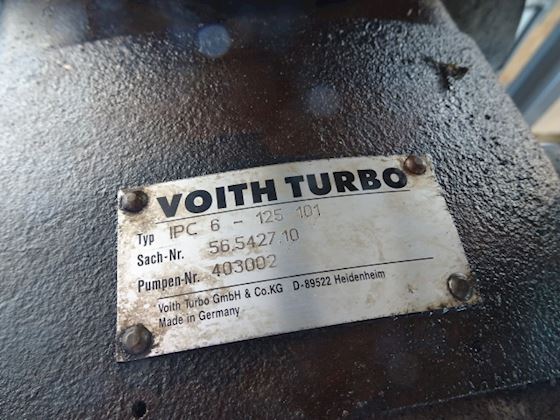 VOITH TURBO
Typ IPC 6 - 125 101
Sach-Nr. 56.5427.10
Pumpen-Nr. 403002
Voith Turbo GmbH & Co.KG D-89522 Heidenheim
Made in Germany